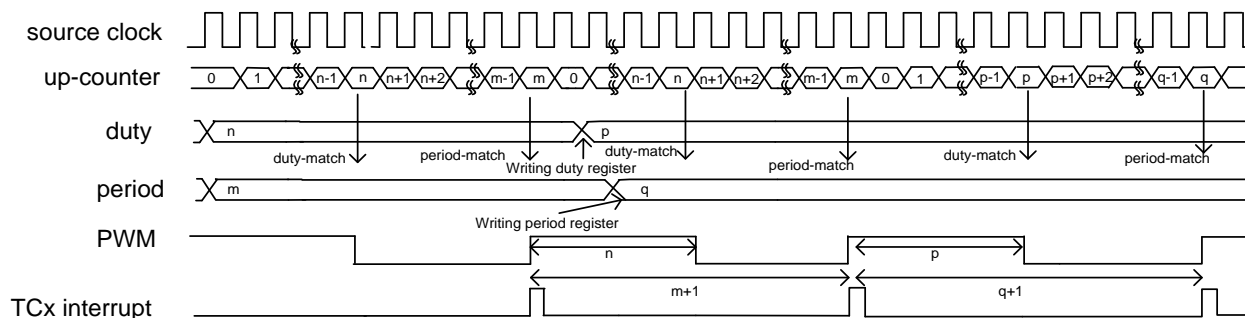 source clock
up-counter 0 1 n-1 n n+1 n+2 m-1 m 0 n-1 n n+1 n+2 m-1 m 0 1 p-1 p p+1 p+2 q-1 q
duty n p
duty-match period-match duty-match period-match duty-match period-match
Writing duty register
period m q
Writing period register
PWM
n p
m+1 q+1
TCx interrupt